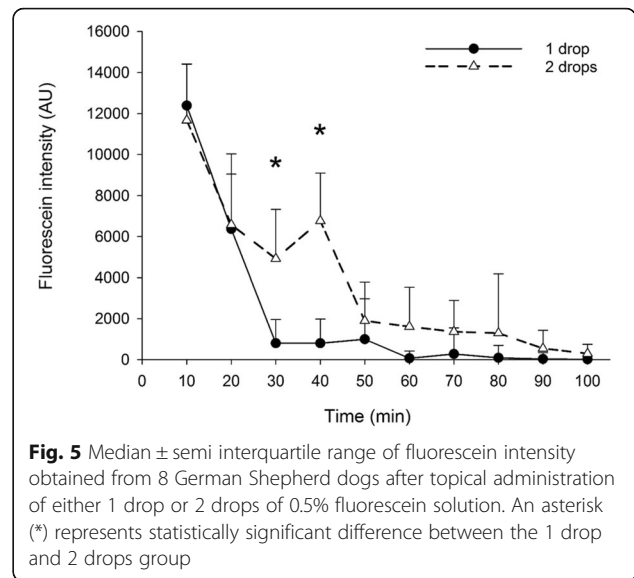 16000
14000
12000
10000
8000
6000
4000
2000
0
Fluorescein intensity (AU)
1 drop
2 drops
*
*
0 10 20 30 40 50 60 70 80 90 100
Time (min)
Fig. 5 Median ± semi interquartile range of fluorescein intensity
obtained from 8 German Shepherd dogs after topical administration
of either 1 drop or 2 drops of 0.5% fluorescein solution. An asterisk
(*) represents statistically significant difference between the 1 drop
and 2 drops group